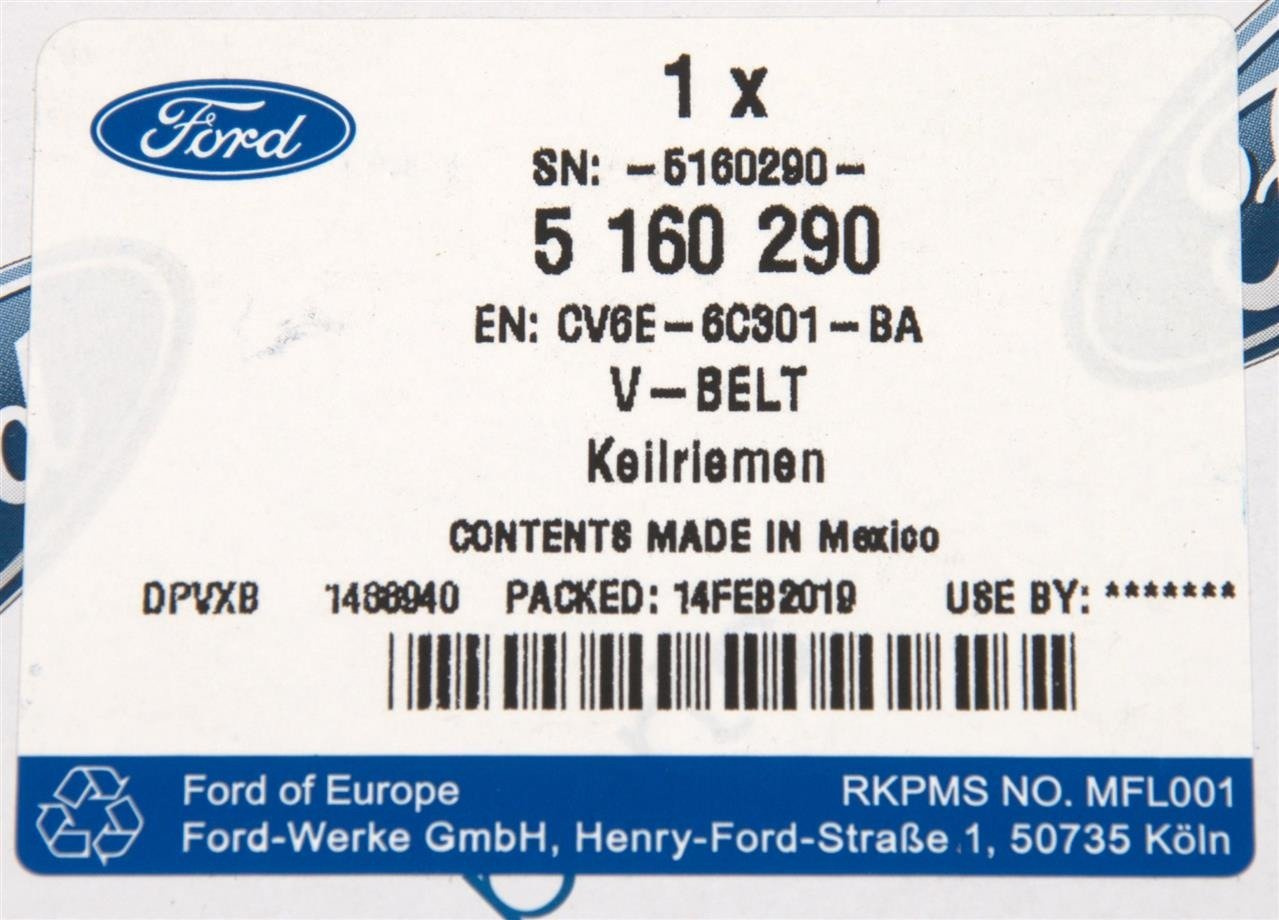 Ford
1 x
SN: -5160290-
5 160 290
EN: CV6E-6C301-BA
V-BELT
Keilriemen
CONTENTS MADE IN Mexico
DPVXB PACKED: 14FEB2019 USE BY: *******
Ford of Europe RKPMS NO. MFL001
Ford-Werke GmbH, Henry-Ford-Straße 1, 50735 Köln